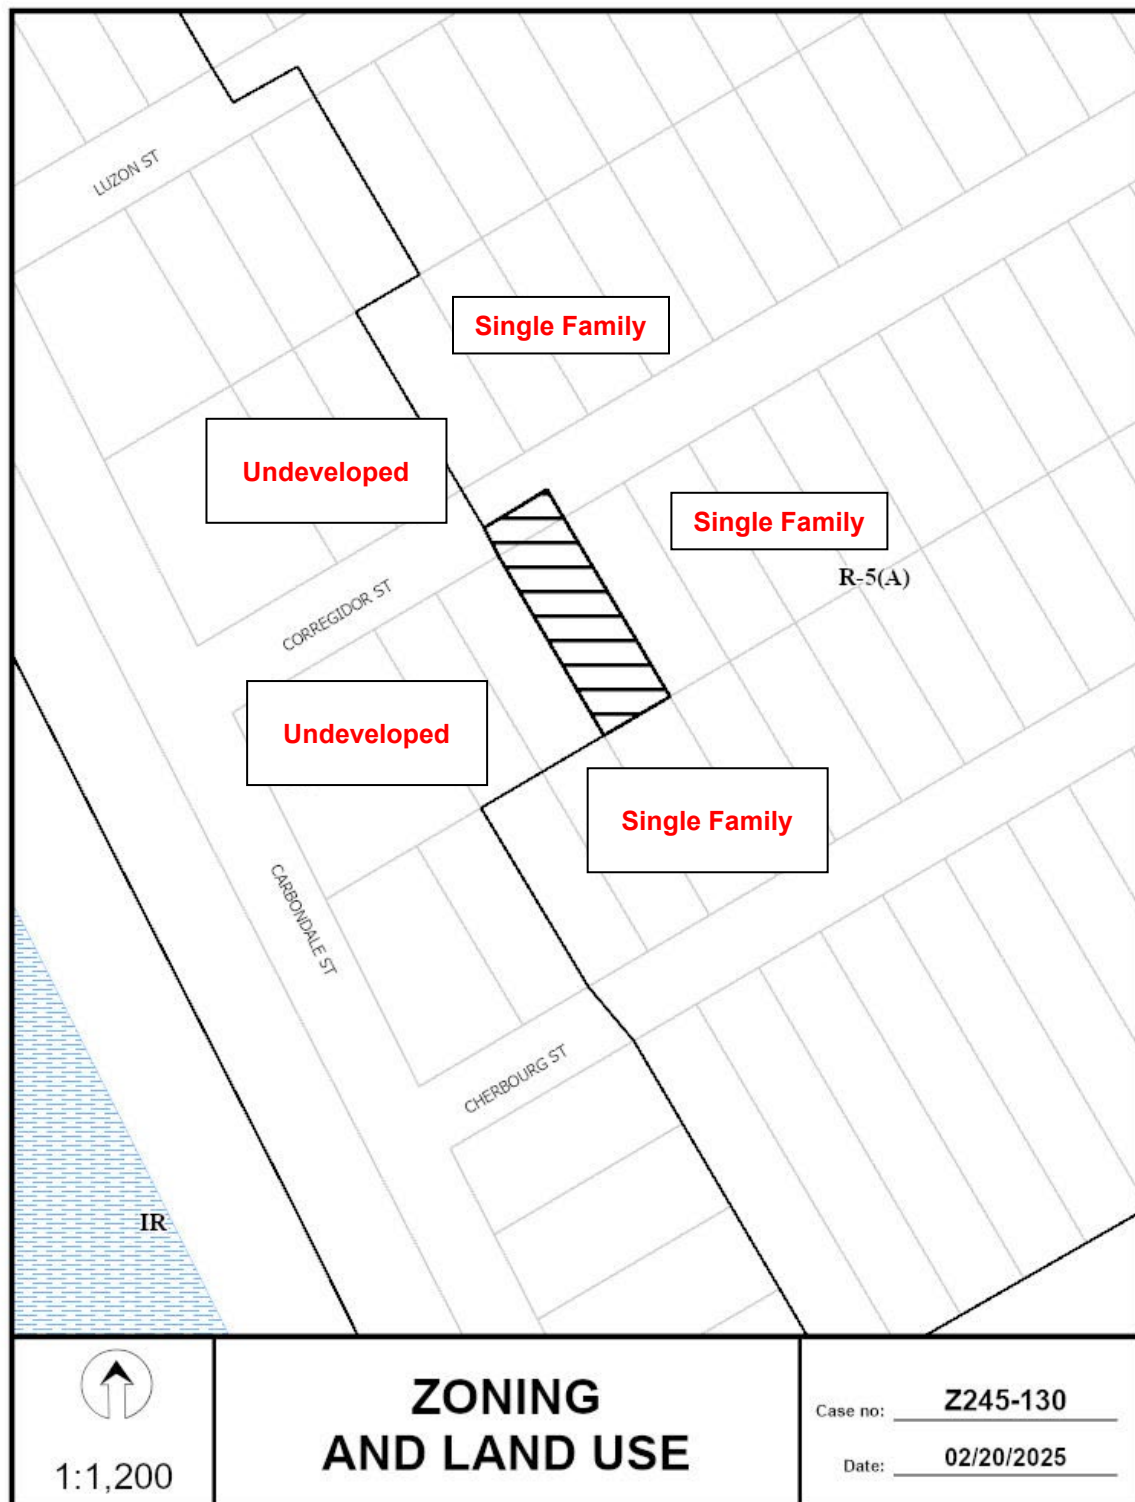 LUZON ST
Single Family
Undeveloped
Single Family
R-5(A)
CORREGIDOR ST
Undeveloped
Single Family
CARBONDALE ST
CHERBOURG ST
IR
1:1,200
ZONING
AND LAND USE
Case no: Z245-130
Date: 02/20/2025